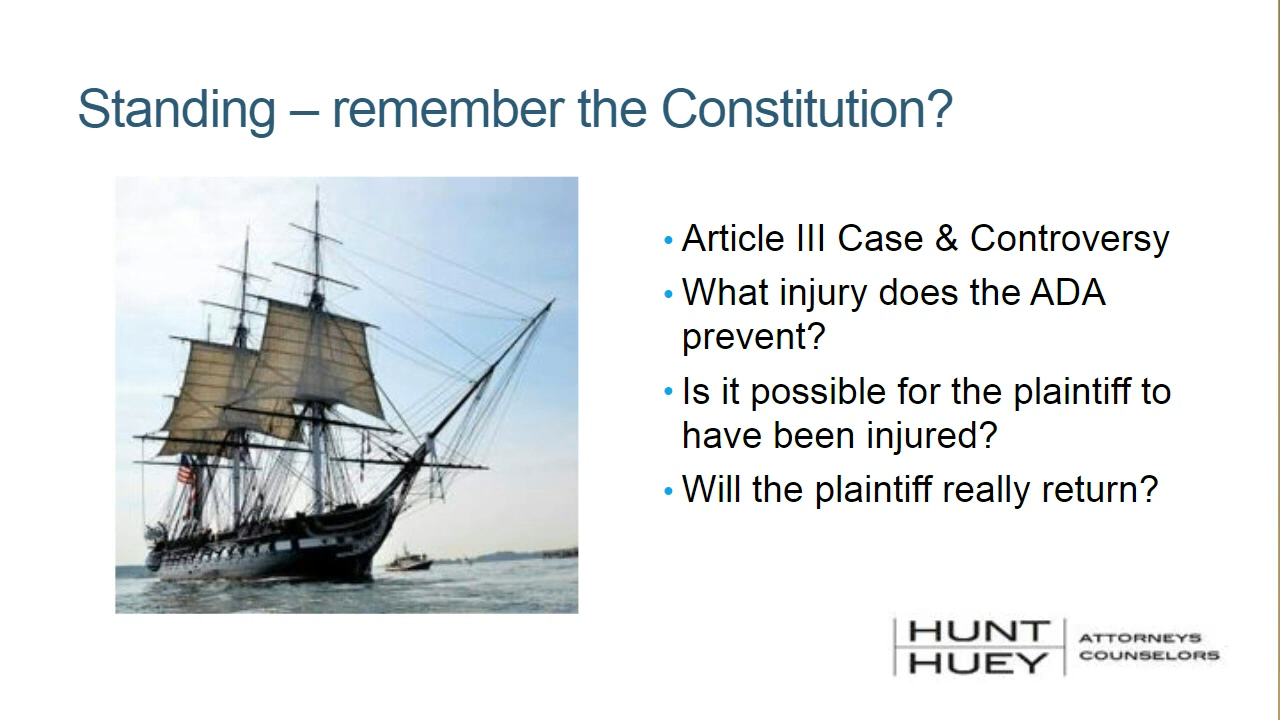 Standing – remember the Constitution?
• Article III Case & Controversy
• What injury does the ADA
prevent?
• Is it possible for the plaintiff to
have been injured?
• Will the plaintiff really return?
HUNT
HUEY
ATTORNEYS
COUNSELORS